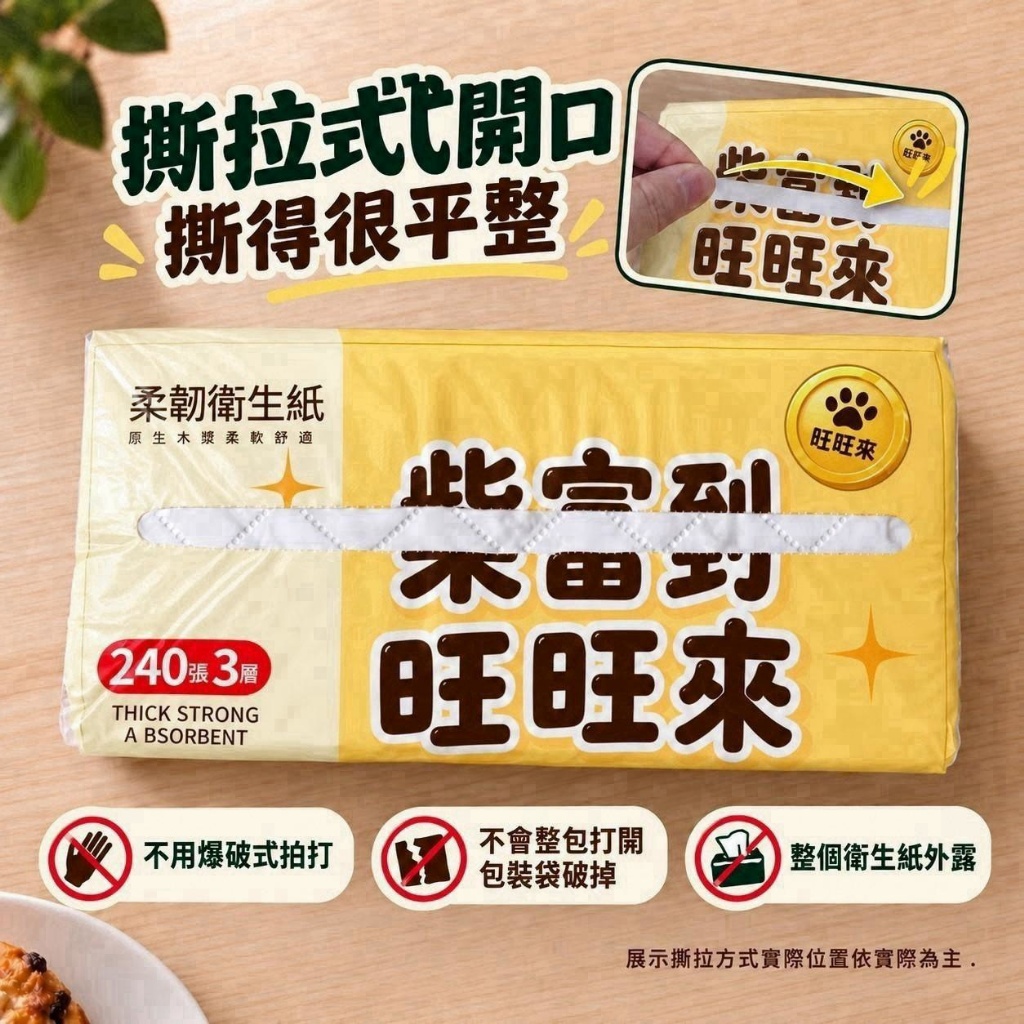 撕拉式開口
撕得很平整
柴富到
旺旺來
旺旺來
柔韌衛生紙
原生木漿柔軟舒適
旺旺來
柴富到
旺旺來
240張3層
THICK STRONG
A BSORBENT
不用爆破式拍打
不會整包打開
包裝袋破掉
整個衛生紙外露
展示撕拉方式實際位置依實際為主.